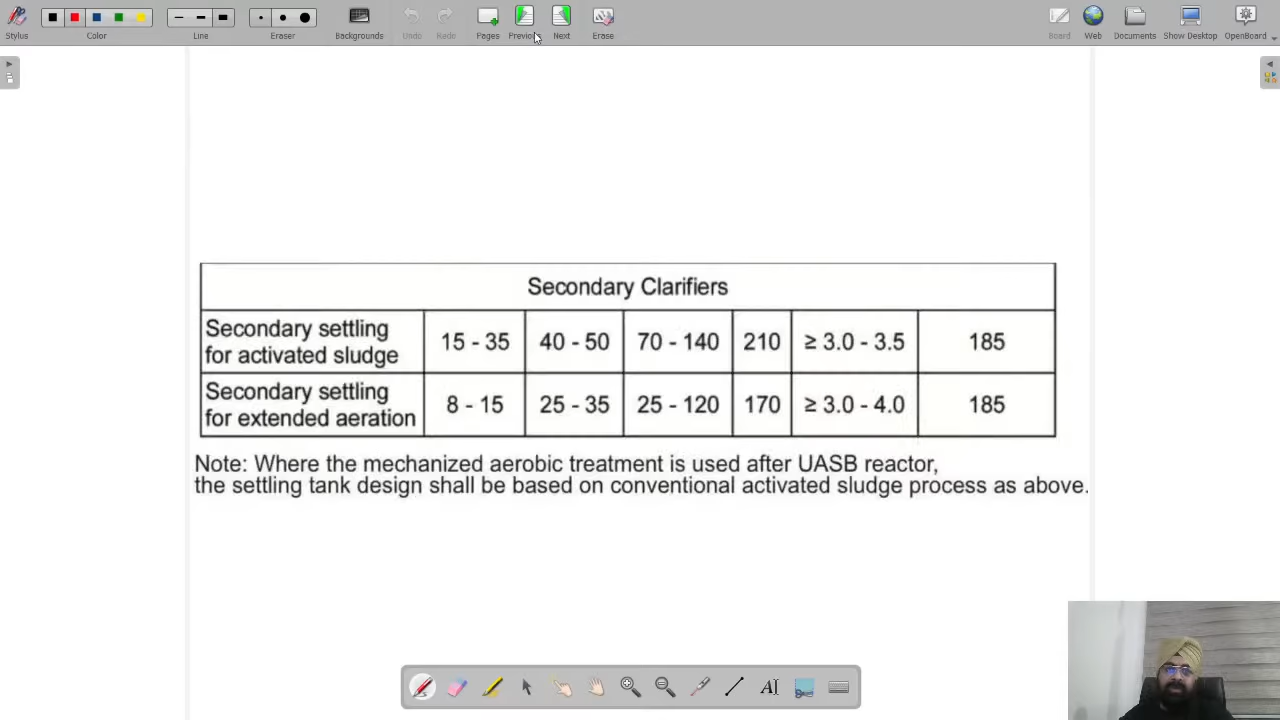 Stylus Color Line Eraser Backgrounds Undo Redo Pages Previous Next Erase Board Web Documents Show Desktop OpenBoard
Secondary Clarifiers
Secondary settling
for activated sludge
15 - 35
40 - 50
70 - 140
210
≥ 3.0 - 3.5
185
Secondary settling
for extended aeration
8 - 15
25 - 35
25 - 120
170
≥ 3.0 - 4.0
185
Note: Where the mechanized aerobic treatment is used after UASB reactor,
the settling tank design shall be based on conventional activated sludge process as above.